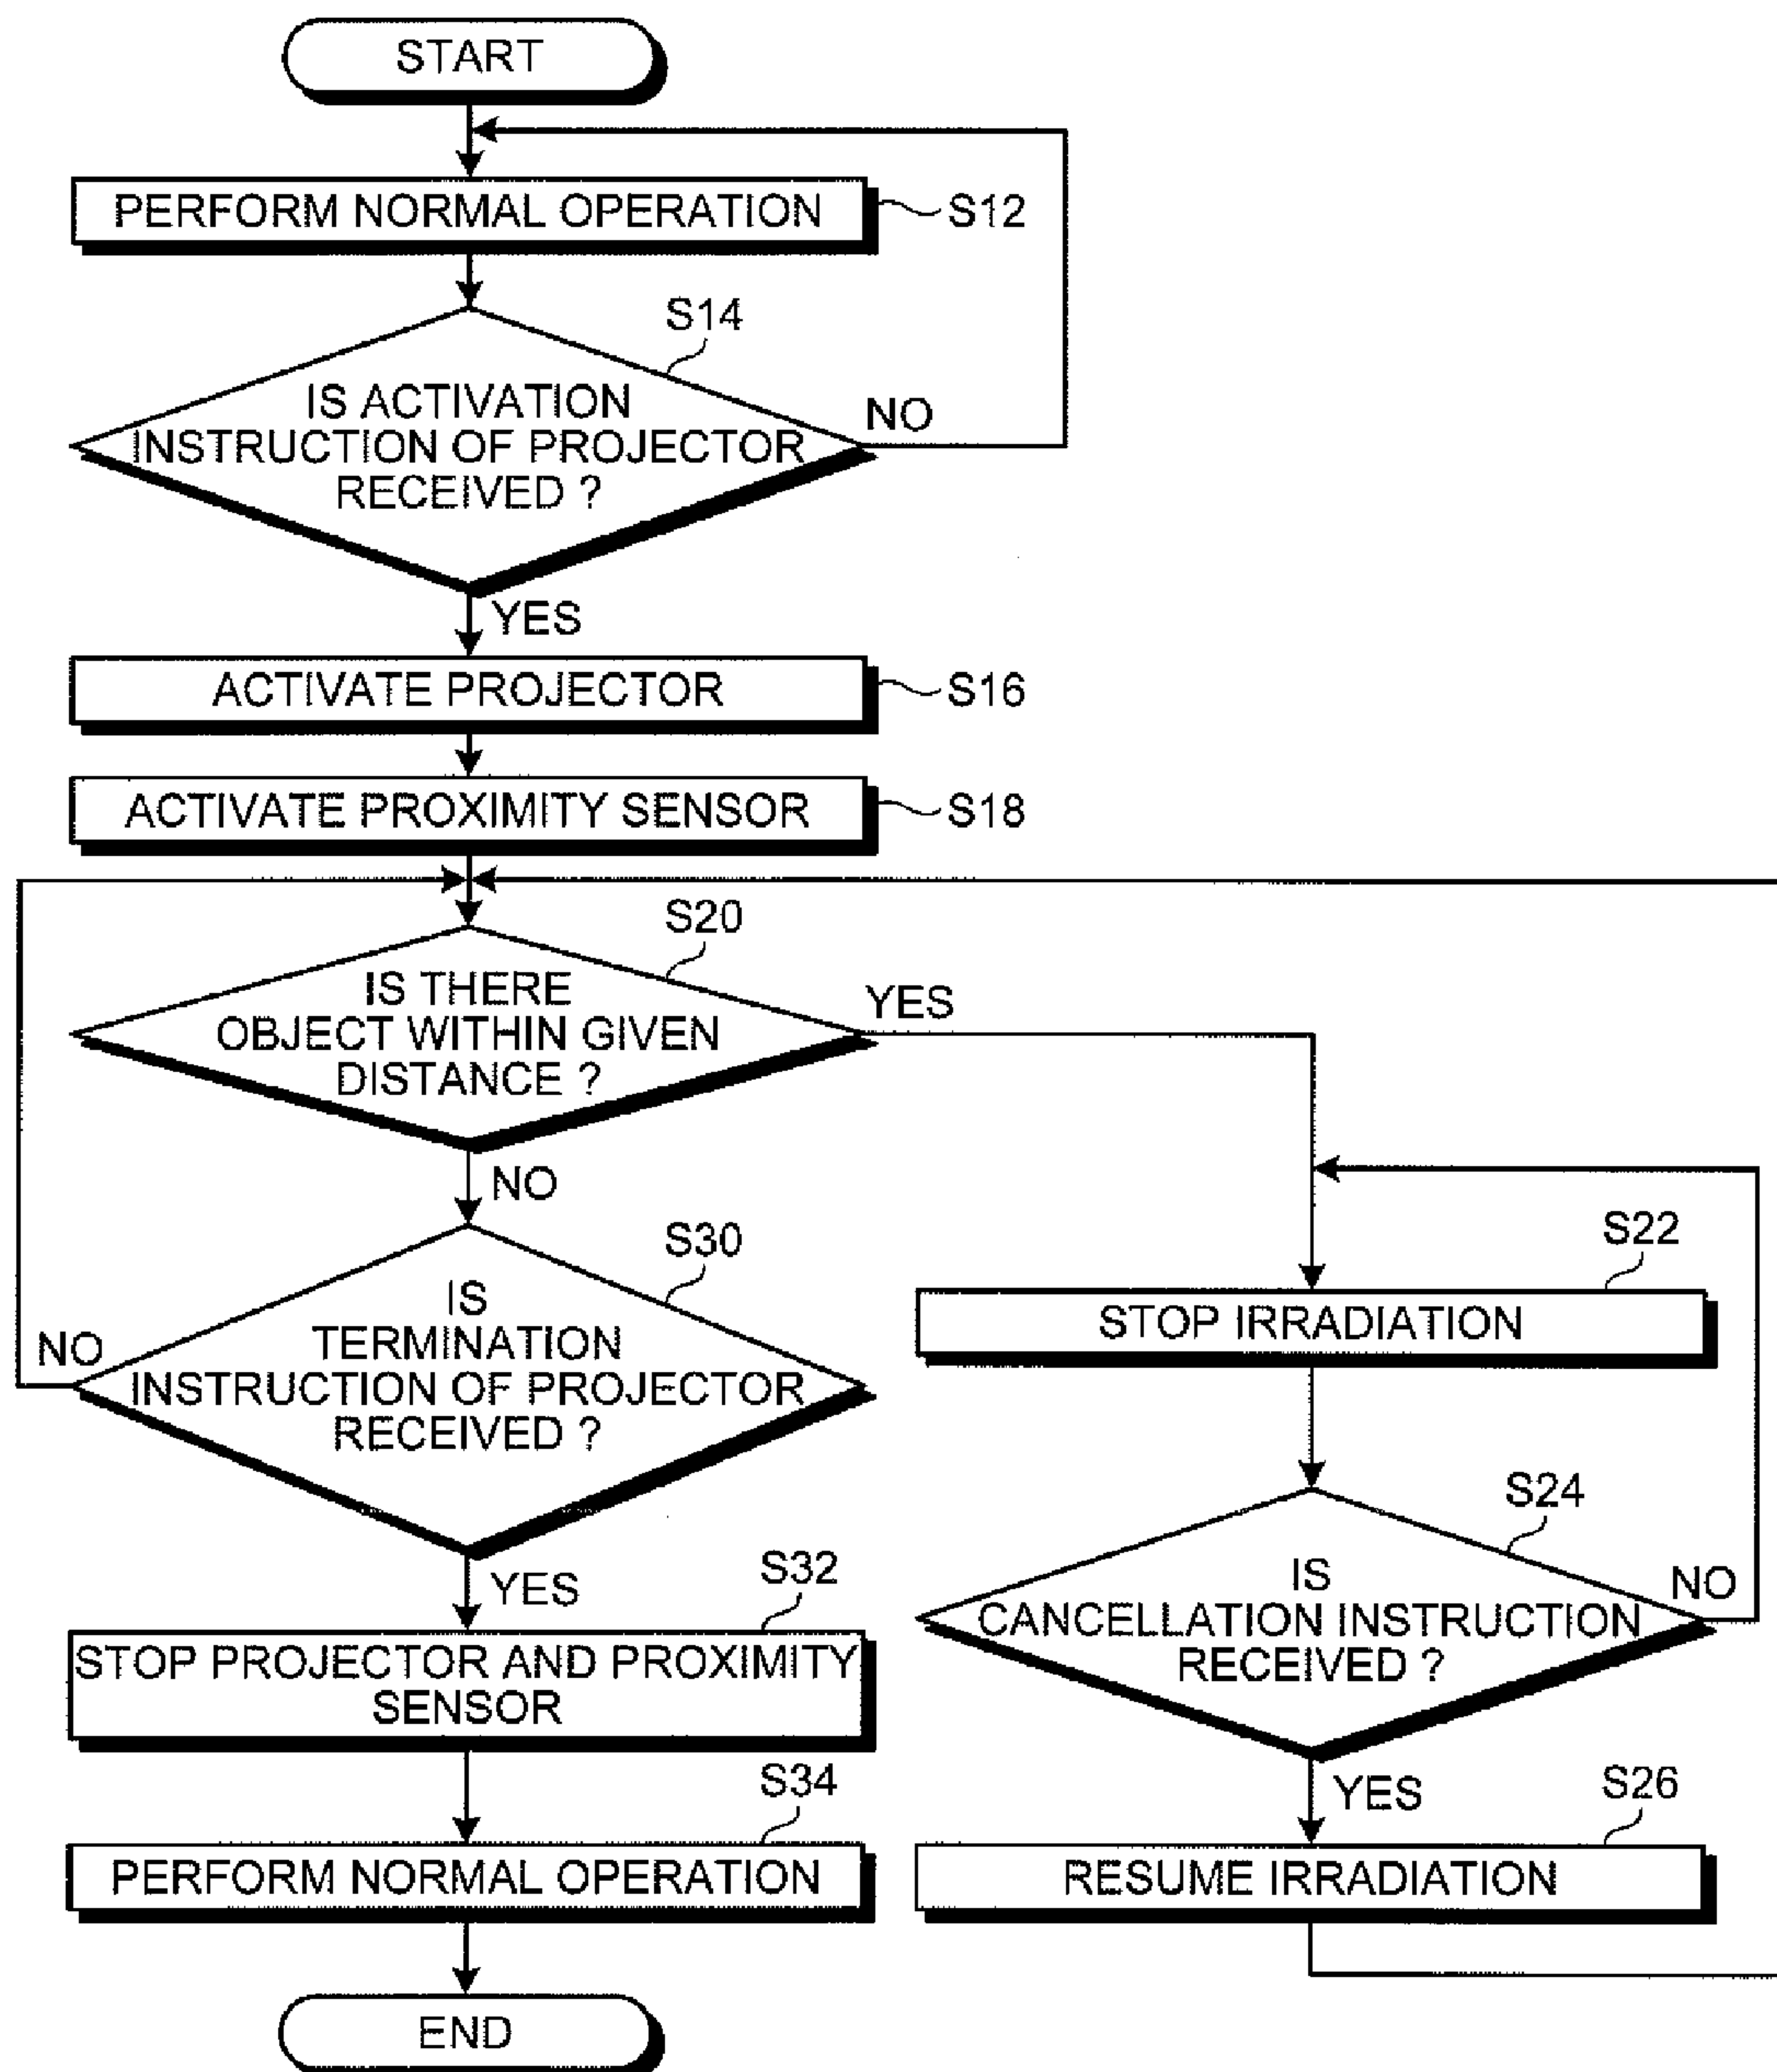 START
PERFORM NORMAL OPERATION
S12
S14
IS ACTIVATION
INSTRUCTION OF PROJECTOR
RECEIVED ?
NO
YES
ACTIVATE PROJECTOR
S16
ACTIVATE PROXIMITY SENSOR
S18
S20
IS THERE
OBJECT WITHIN GIVEN
DISTANCE ?
YES
NO
S30
IS
TERMINATION
INSTRUCTION OF PROJECTOR
RECEIVED ?
NO
YES
S32
STOP PROJECTOR AND PROXIMITY
SENSOR
S34
PERFORM NORMAL OPERATION
END
S22
STOP IRRADIATION
S24
IS
CANCELLATION INSTRUCTION
RECEIVED ?
NO
YES
S26
RESUME IRRADIATION